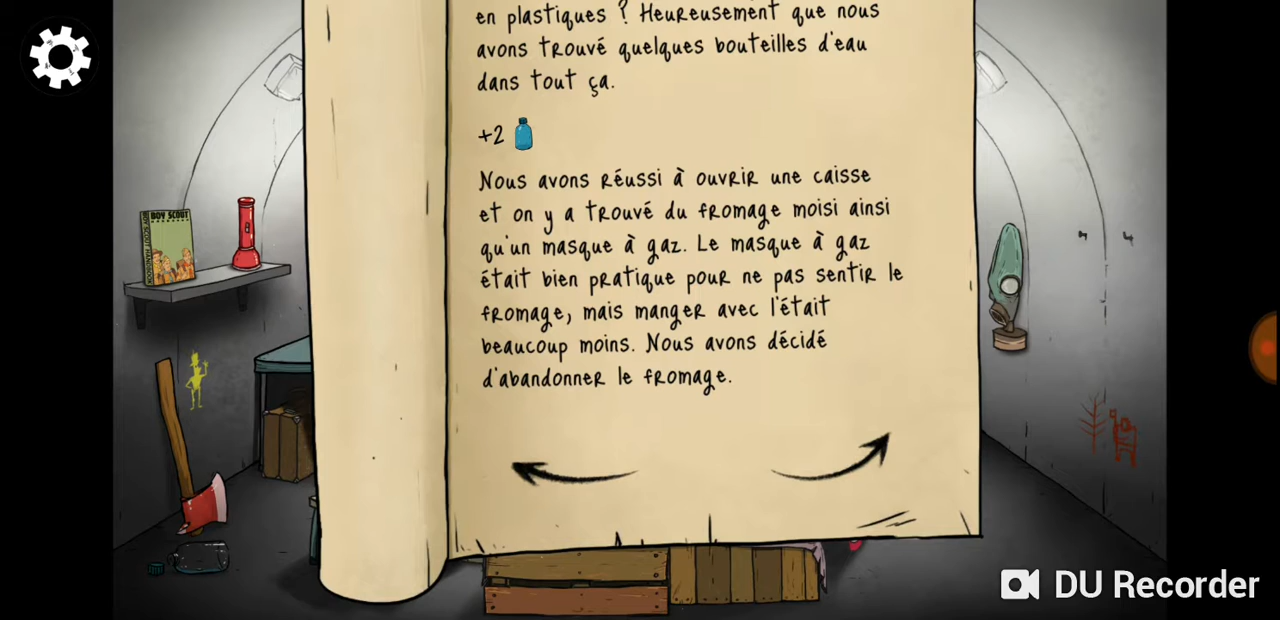 en plastiques ? Heureusement que nous
avons trouvé quelques bouteilles d'eau
dans tout ça.
+2
Nous avons réussi à ouvrir une caisse
et on y a trouvé du fromage moisi ainsi
qu'un masque à gaz. Le masque à gaz
était bien pratique pour ne pas sentir le
fromage, mais manger avec l'était
beaucoup moins. Nous avons décidé
d'abandonner le fromage.
BOY SCOUT
DU Recorder